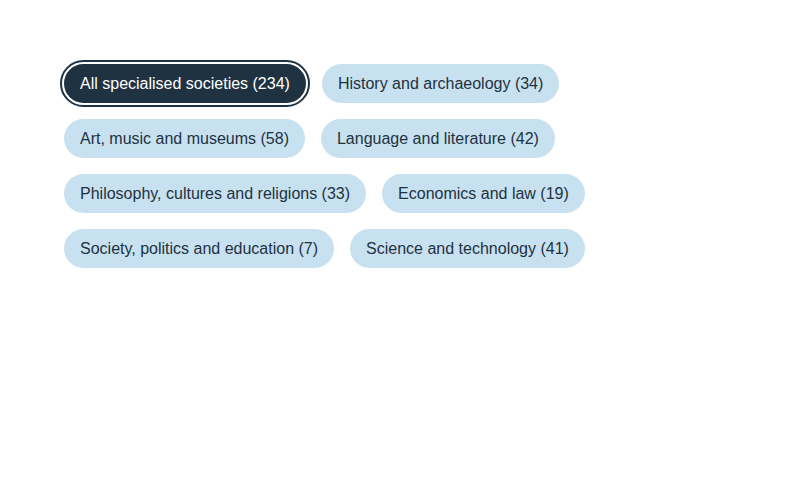 All specialised societies (234) History and archaeology (34)
Art, music and museums (58) Language and literature (42)
Philosophy, cultures and religions (33) Economics and law (19)
Society, politics and education (7) Science and technology (41)